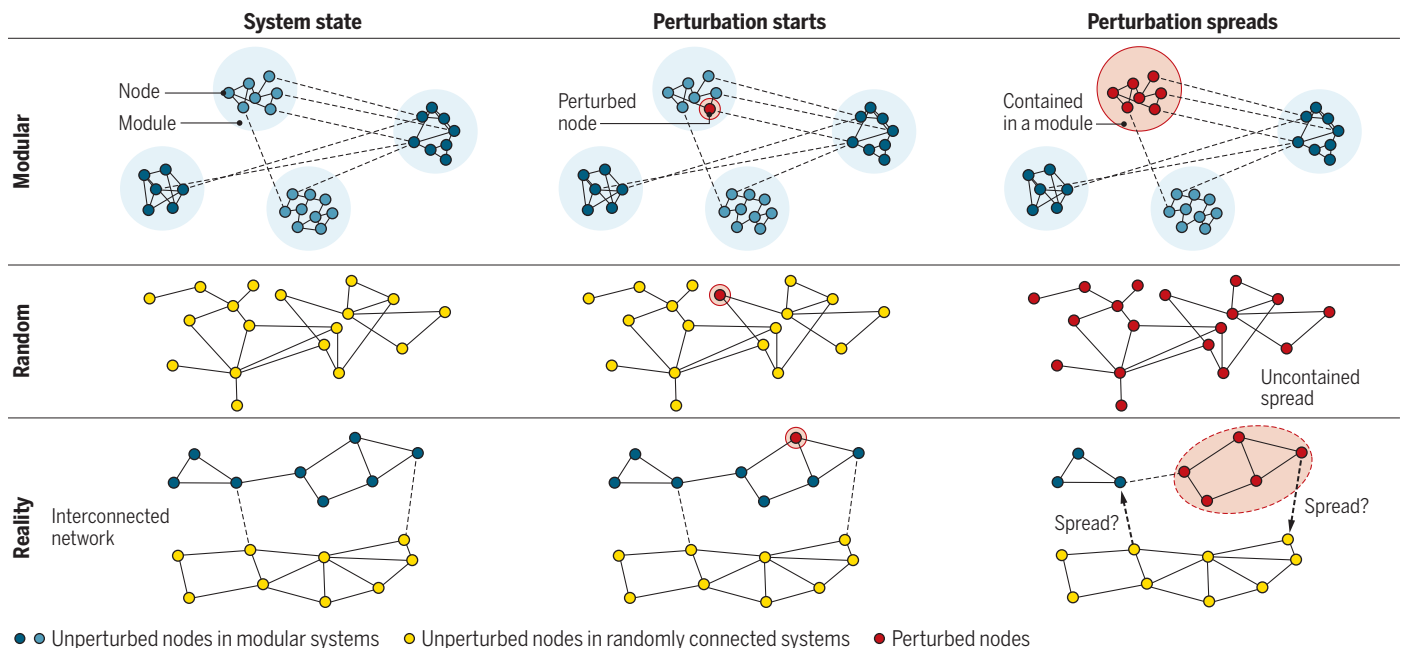 System state
Perturbation starts
Perturbation spreads
Modular
Node
Module
Perturbed
node
Contained
in a module
Random
Uncontained
spread
Reality
Interconnected
network
Spread?
Spread?
Unperturbed nodes in modular systems
Unperturbed nodes in randomly connected systems
Perturbed nodes